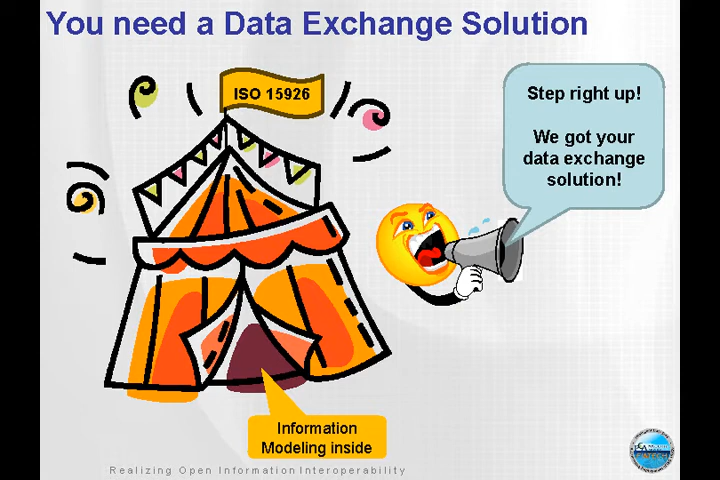 You need a Data Exchange Solution
ISO 15926
Step right up!
We got your
data exchange
solution!
Information
Modeling inside
Realizing Open Information Interoperability